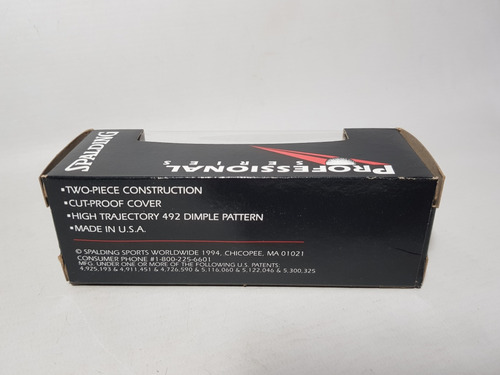 SPALDING
PROFESSIONAL
SERIES
▪TWO-PIECE CONSTRUCTION
▪CUT-PROOF COVER
▪HIGH TRAJECTORY 492 DIMPLE PATTERN
▪MADE IN U.S.A.
© SPALDING SPORTS WORLDWIDE 1994, CHICOPEE, MA 01021
CONSUMER PHONE #1-800-225-6601
MFG. UNDER ONE OR MORE OF THE FOLLOWING U.S. PATENTS:
4,925,193 & 4,911,451 & 4,726,590 & 5,116,060 & 5,122,046 & 5,300,325